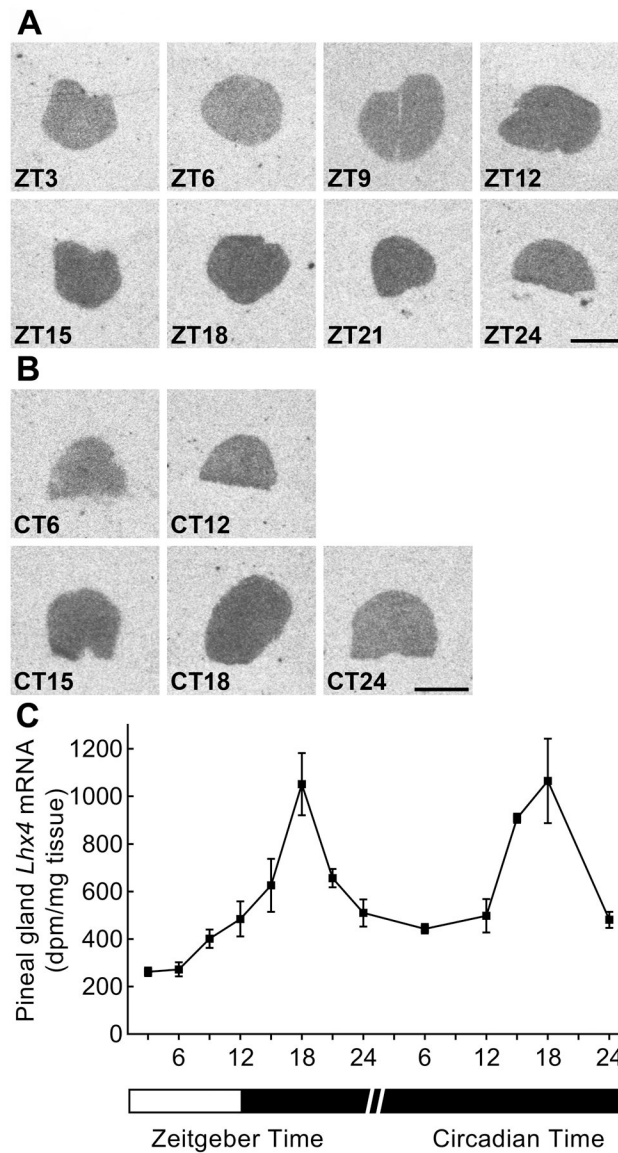 A
ZT3 ZT6 ZT9 ZT12
ZT15 ZT18 ZT21 ZT24
B
CT6 CT12
CT15 CT18 CT24
C
Pineal gland Lhx4 mRNA
(dpm/mg tissue)
1200
1000
800
600
400
200
0
6 12 18 24 6 12 18 24
Zeitgeber Time Circadian Time